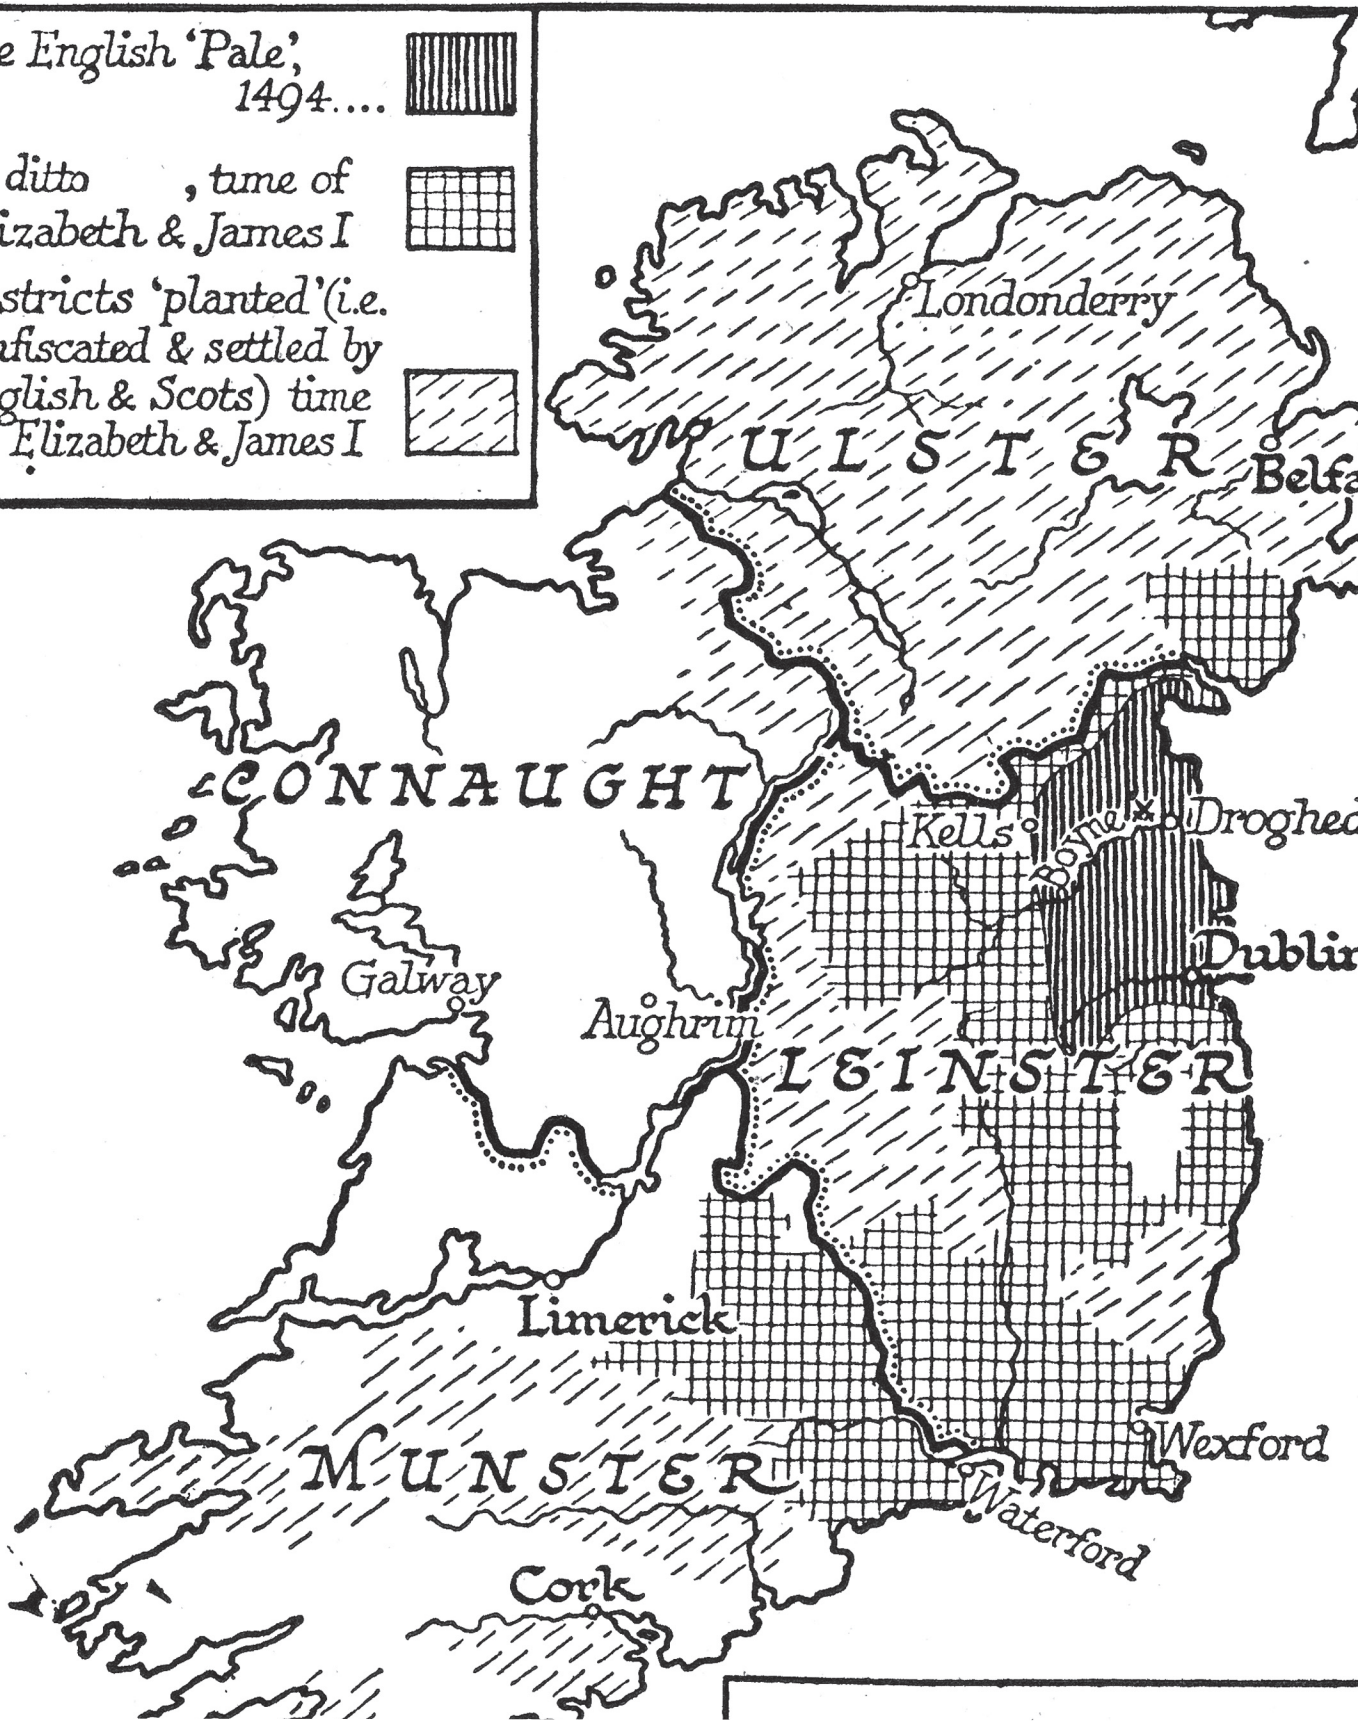 e English ‘Pale’,
1494....
ditto , time of
izabeth & James I
stricts ‘planted’ (i.e.
nfiscated & settled by
glish & Scots) time
Elizabeth & James I
Londonderry
ULSTER
Belfa
CONNAUGHT
Kells
Boyne
Droghed
Dublin
Galway
Aughrim
LEINSTER
Limerick
MUNSTER
Wexford
Waterford
Cork